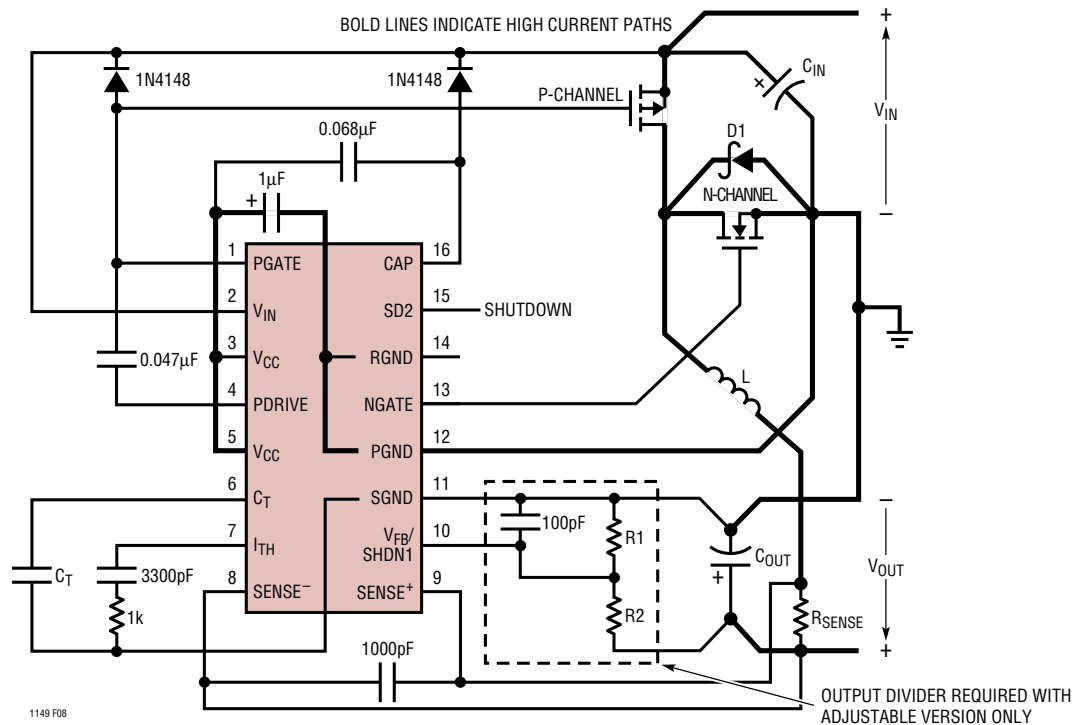 BOLD LINES INDICATE HIGH CURRENT PATHS
+
1N4148
1N4148
P-CHANNEL
+
CIN
VIN
0.068µF
D1
1µF
+
N-CHANNEL
−
1
PGATE
CAP
16
2
VIN
SD2
15
SHUTDOWN
3
VCC
RGND
14
0.047µF
L
4
PDRIVE
NGATE
13
5
VCC
PGND
12
6
CT
SGND
11
−
100pF
R1
7
ITH
VFB/
SHDN1
10
COUT
+
VOUT
CT
3300pF
8
SENSE−
SENSE+
9
1k
R2
RSENSE
1000pF
+
OUTPUT DIVIDER REQUIRED WITH
ADJUSTABLE VERSION ONLY
1149 F08